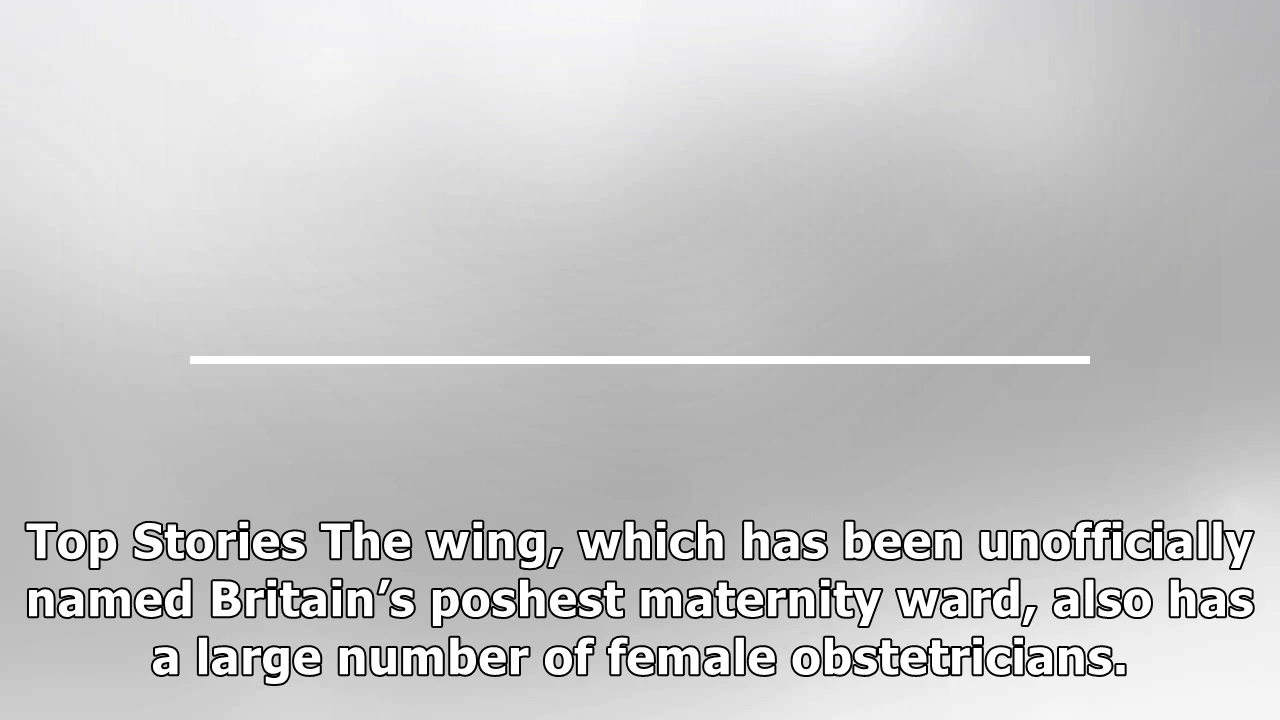 Top Stories The wing, which has been unofficially
named Britain’s poshest maternity ward, also has
a large number of female obstetricians.